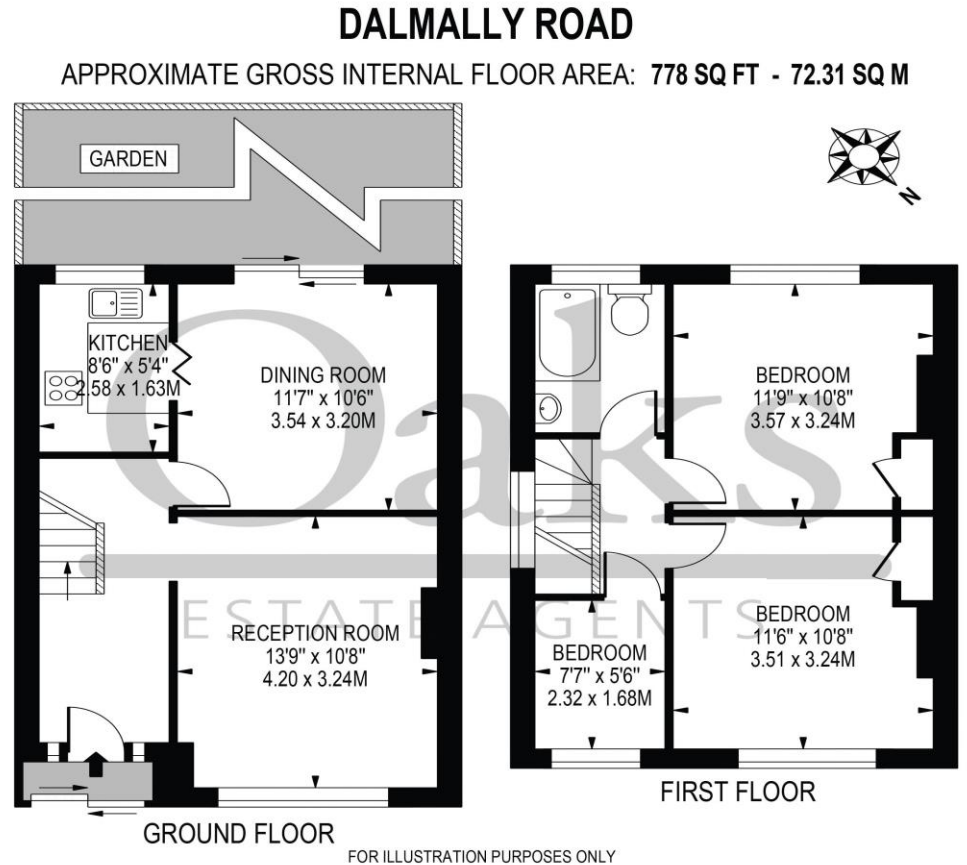 DALMALLY ROAD
APPROXIMATE GROSS INTERNAL FLOOR AREA: 778 SQ FT - 72.31 SQ M
GARDEN
N
KITCHEN
8'6" x 5'4"
2.58 x 1.63M
DINING ROOM
11'7" x 10'6"
3.54 x 3.20M
BEDROOM
11'9" x 10'8"
3.57 x 3.24M
Oaks
ESTATE AGENTS
RECEPTION ROOM
13'9" x 10'8"
4.20 x 3.24M
BEDROOM
7'7" x 5'6"
2.32 x 1.68M
BEDROOM
11'6" x 10'8"
3.51 x 3.24M
GROUND FLOOR
FIRST FLOOR
FOR ILLUSTRATION PURPOSES ONLY